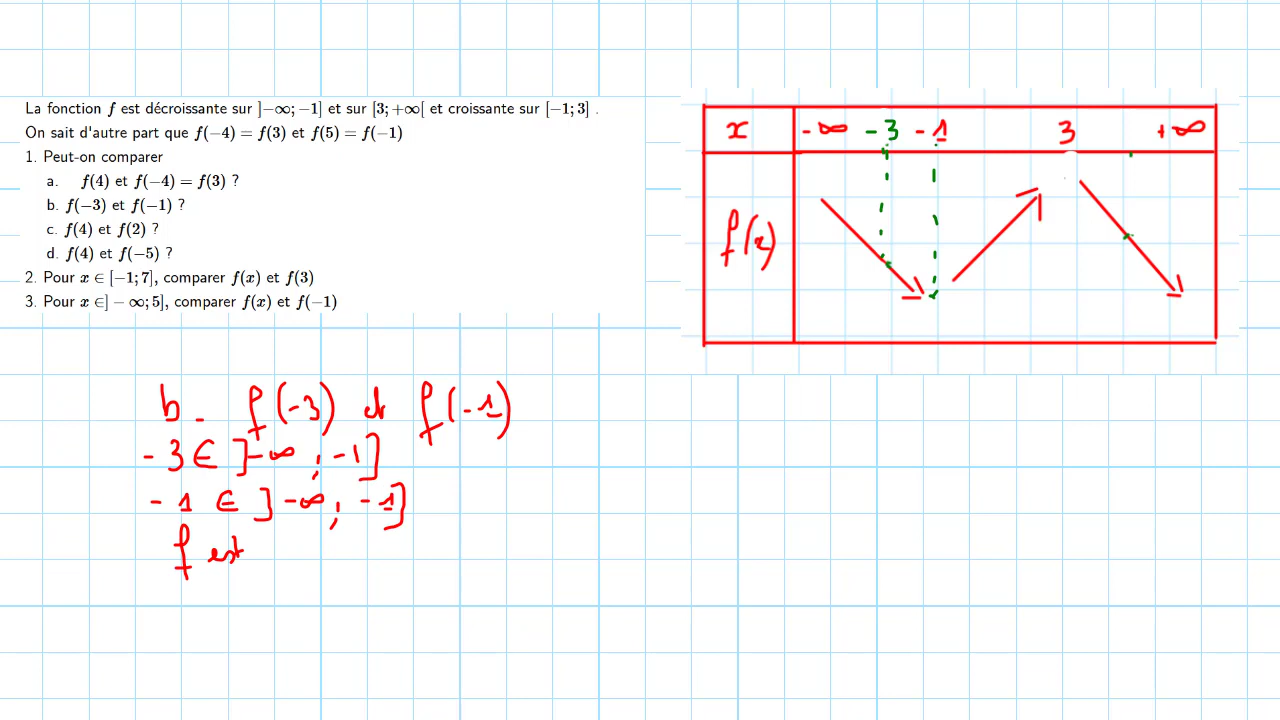 La fonction f est décroissante sur ]−∞; −1] et sur [3; +∞[ et croissante sur [−1; 3] .
On sait d'autre part que f(−4) = f(3) et f(5) = f(−1)
1. Peut-on comparer
a. f(4) et f(−4) = f(3) ?
b. f(−3) et f(−1) ?
c. f(4) et f(2) ?
d. f(4) et f(−5) ?
2. Pour x ∈ [−1; 7], comparer f(x) et f(3)
3. Pour x ∈] − ∞; 5], comparer f(x) et f(−1)
x -∞ -3 -1 3 +∞
f(x)
b. f(-3) et f(-1)
-3 ∈ ]-∞ ; -1]
-1 ∈ ]-∞ ; -1]
f est